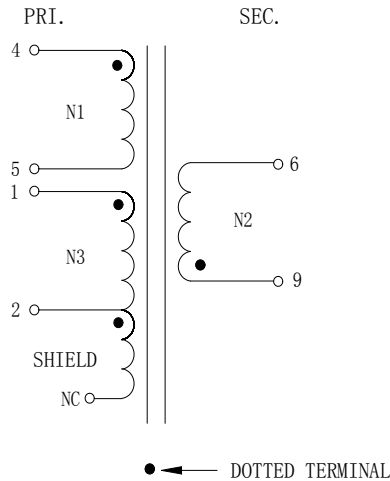 PRI.
SEC.
4
N1
5
1
6
N2
N3
9
2
SHIELD
NC
DOTTED TERMINAL